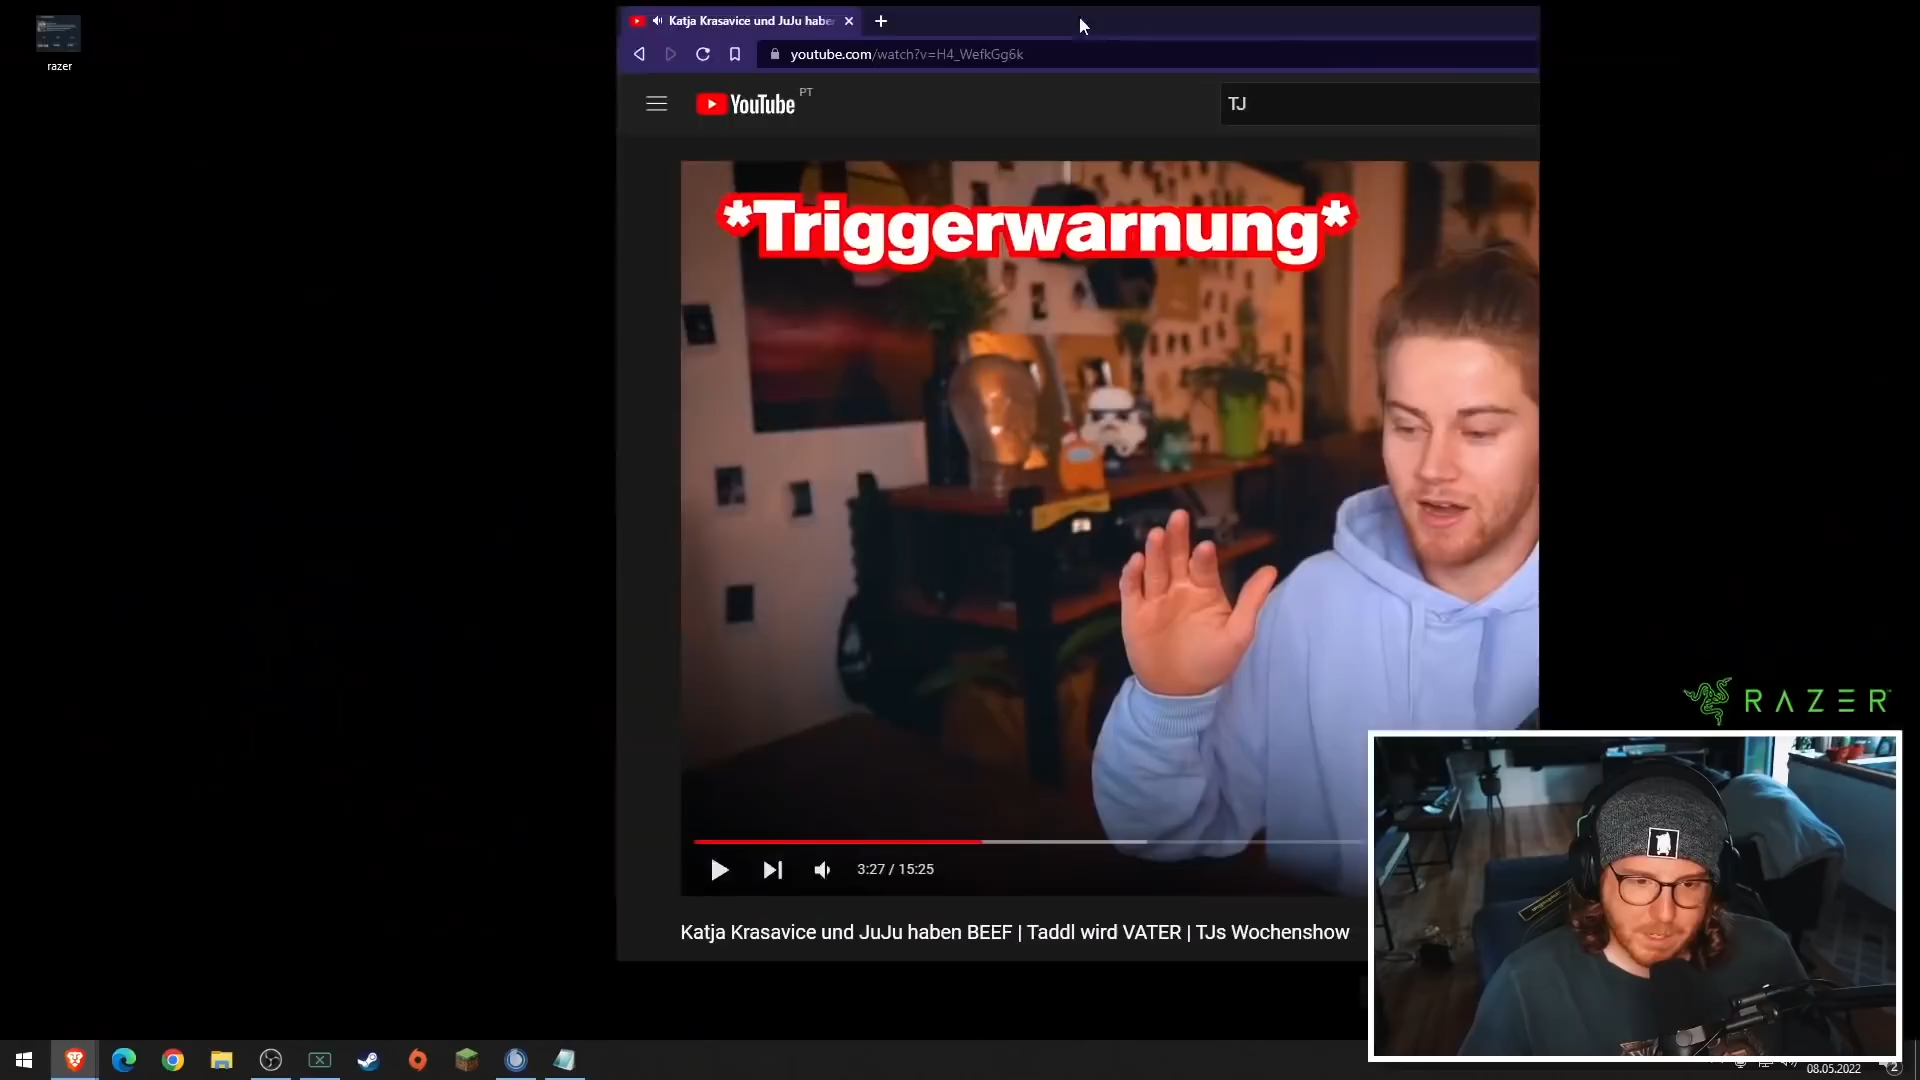 Katja Krasavice und JuJu habe
razer
youtube.com/watch?v=H4_WefkGg6k
YouTube PT
TJ
*Triggerwarnung*
3:27 / 15:25
Katja Krasavice und JuJu haben BEEF | Taddl wird VATER | TJs Wochenshow
RAZER
08.05.2022
2